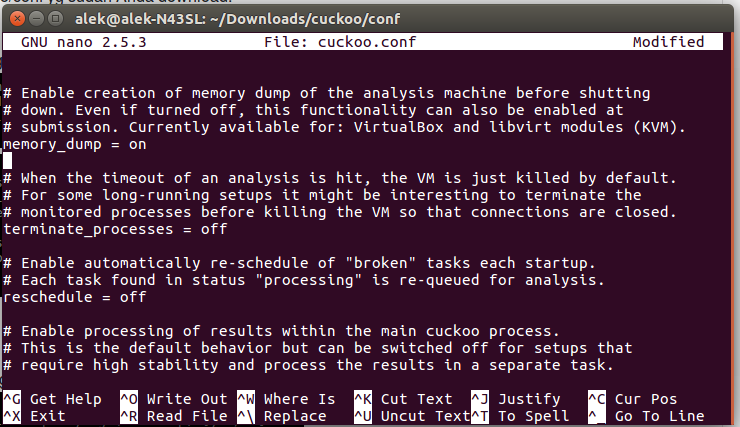 e/conf yg sudah Anda download.
alek@alek-N43SL: ~/Downloads/cuckoo/conf
GNU nano 2.5.3 File: cuckoo.conf Modified
# Enable creation of memory dump of the analysis machine before shutting
# down. Even if turned off, this functionality can also be enabled at
# submission. Currently available for: VirtualBox and libvirt modules (KVM).
memory_dump = on
# When the timeout of an analysis is hit, the VM is just killed by default.
# For some long-running setups it might be interesting to terminate the
# monitored processes before killing the VM so that connections are closed.
terminate_processes = off
# Enable automatically re-schedule of "broken" tasks each startup.
# Each task found in status "processing" is re-queued for analysis.
reschedule = off
# Enable processing of results within the main cuckoo process.
# This is the default behavior but can be switched off for setups that
# require high stability and process the results in a separate task.
^G Get Help ^O Write Out ^W Where Is ^K Cut Text ^J Justify ^C Cur Pos
^X Exit ^R Read File ^\ Replace ^U Uncut Text ^T To Spell ^_ Go To Line